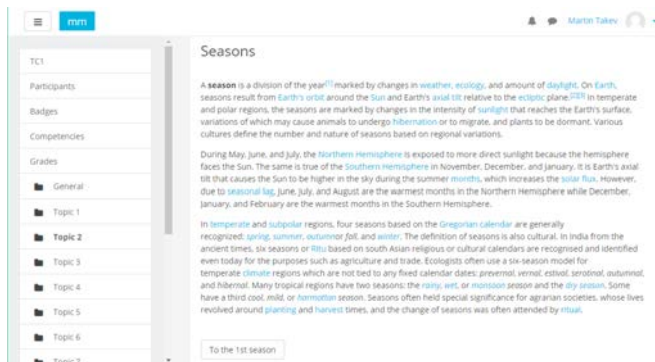 mm
Martin Takev
TC1
Participants
Badges
Competencies
Grades
General
Topic 1
Topic 2
Topic 3
Topic 4
Topic 5
Topic 6
Seasons
A season is a division of the year[1] marked by changes in weather, ecology, and amount of daylight. On Earth,
seasons result from Earth's orbit around the Sun and Earth's axial tilt relative to the ecliptic plane.[2][3] In temperate
and polar regions, the seasons are marked by changes in the intensity of sunlight that reaches the Earth's surface,
variations of which may cause animals to undergo hibernation or to migrate, and plants to be dormant. Various
cultures define the number and nature of seasons based on regional variations.
During May, June, and July, the Northern Hemisphere is exposed to more direct sunlight because the hemisphere
faces the Sun. The same is true of the Southern Hemisphere in November, December, and January. It is Earth's axial
tilt that causes the Sun to be higher in the sky during the summer months, which increases the solar flux. However,
due to seasonal lag, June, July, and August are the warmest months in the Northern Hemisphere while December,
January, and February are the warmest months in the Southern Hemisphere.
In temperate and subpolar regions, four seasons based on the Gregorian calendar are generally
recognized: spring, summer, autumn or fall, and winter. The definition of seasons is also cultural. In India from the
ancient times, six seasons or Ritu based on south Asian religious or cultural calendars are recognised and identified
even today for the purposes such as agriculture and trade. Ecologists often use a six-season model for
temperate climate regions which are not tied to any fixed calendar dates: prevernal, vernal, estival, serotinal, autumnal,
and hibernal. Many tropical regions have two seasons: the rainy, wet, or monsoon season and the dry season. Some
have a third cool, mild, or harmattan season. Seasons often held special significance for agrarian societies, whose lives
revolved around planting and harvest times, and the change of seasons was often attended by ritual.
To the 1st season